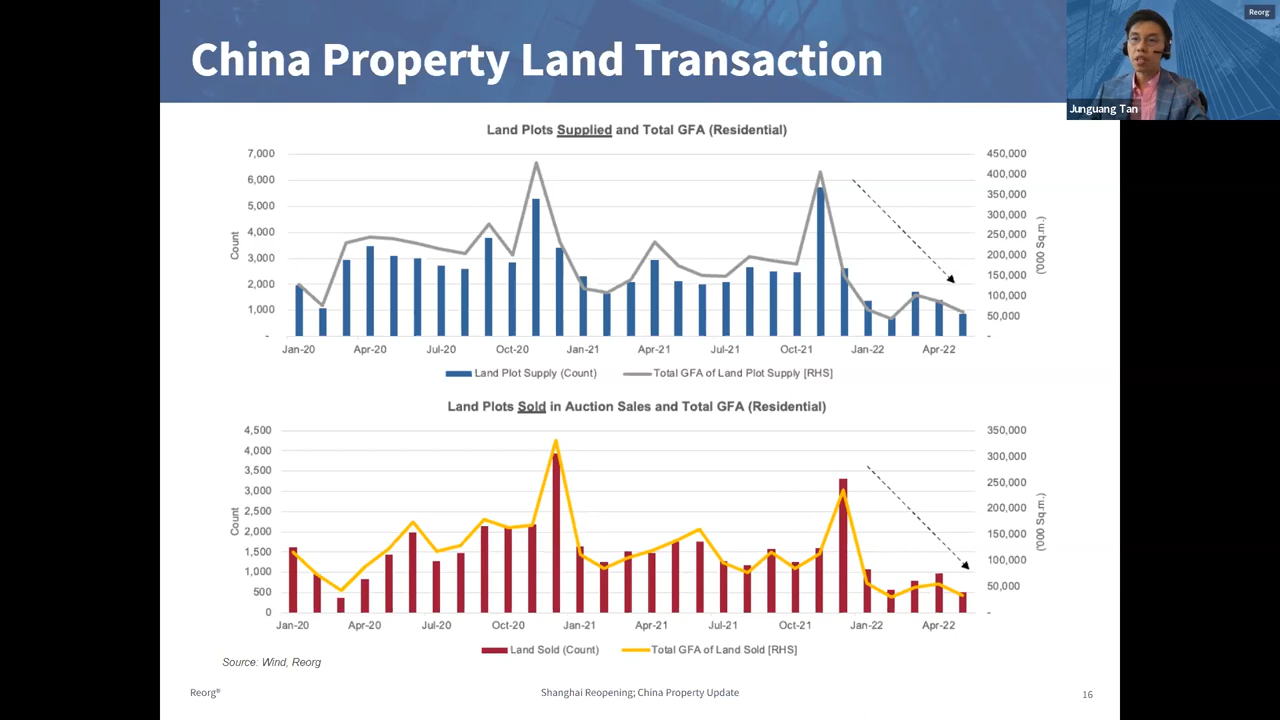 China Property Land Transaction
Reorg
Junguang Tan
Land Plots Supplied and Total GFA (Residential)
7,000
6,000
5,000
4,000
3,000
2,000
1,000
-
Count
450,000
400,000
350,000
300,000
250,000
200,000
150,000
100,000
50,000
-
('000 Sq.m.)
Jan-20 Apr-20 Jul-20 Oct-20 Jan-21 Apr-21 Jul-21 Oct-21 Jan-22 Apr-22
Land Plot Supply (Count) Total GFA of Land Plot Supply [RHS]
Land Plots Sold in Auction Sales and Total GFA (Residential)
4,500
4,000
3,500
3,000
2,500
2,000
1,500
1,000
500
0
Count
350,000
300,000
250,000
200,000
150,000
100,000
50,000
-
('000 Sq.m.)
Jan-20 Apr-20 Jul-20 Oct-20 Jan-21 Apr-21 Jul-21 Oct-21 Jan-22 Apr-22
Land Sold (Count) Total GFA of Land Sold [RHS]
Source: Wind, Reorg
Reorg® Shanghai Reopening; China Property Update 16